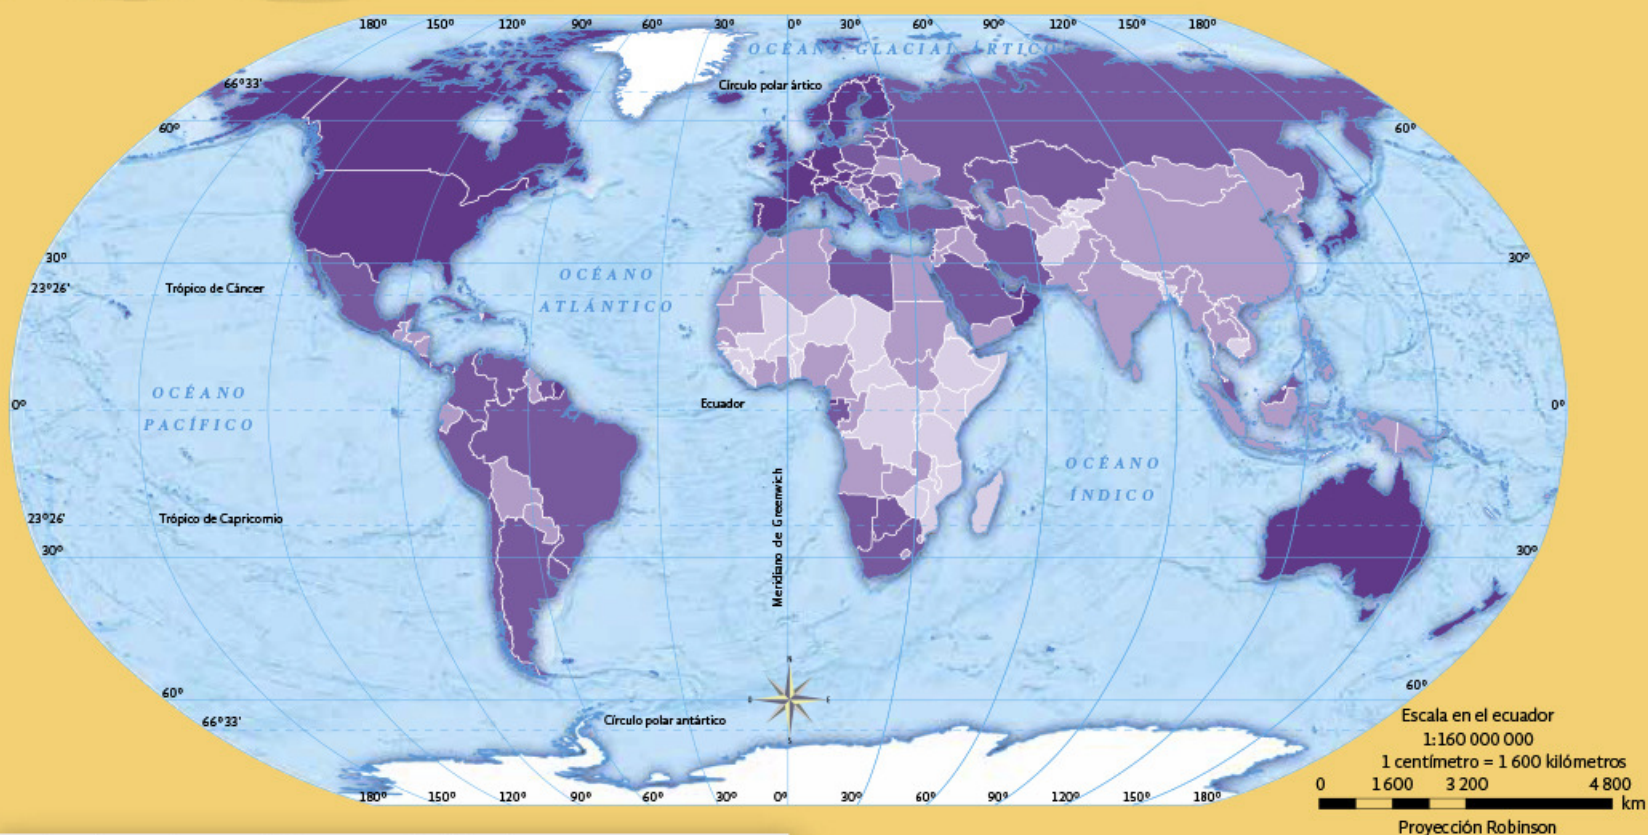 180º 150º 120º 90º 60º 30º 0º 30º 60º 90º 120º 150º 180º
OCÉANO GLACIAL ÁRTICO
66º33' Círculo polar ártico
60º 60º
30º 30º
OCÉANO
ATLÁNTICO
23º26' Trópico de Cáncer
OCÉANO
PACÍFICO
0º Ecuador 0º
OCÉANO
ÍNDICO
Meridiano de Greenwich
23º26' Trópico de Capricornio
30º 30º
N
E
S
60º 60º
66º33' Círculo polar antártico
180º 150º 120º 90º 60º 30º 0º 30º 60º 90º 120º 150º 180º
Escala en el ecuador
1:160 000 000
1 centímetro = 1 600 kilómetros
0 1 600 3 200 4 800
km
Proyección Robinson